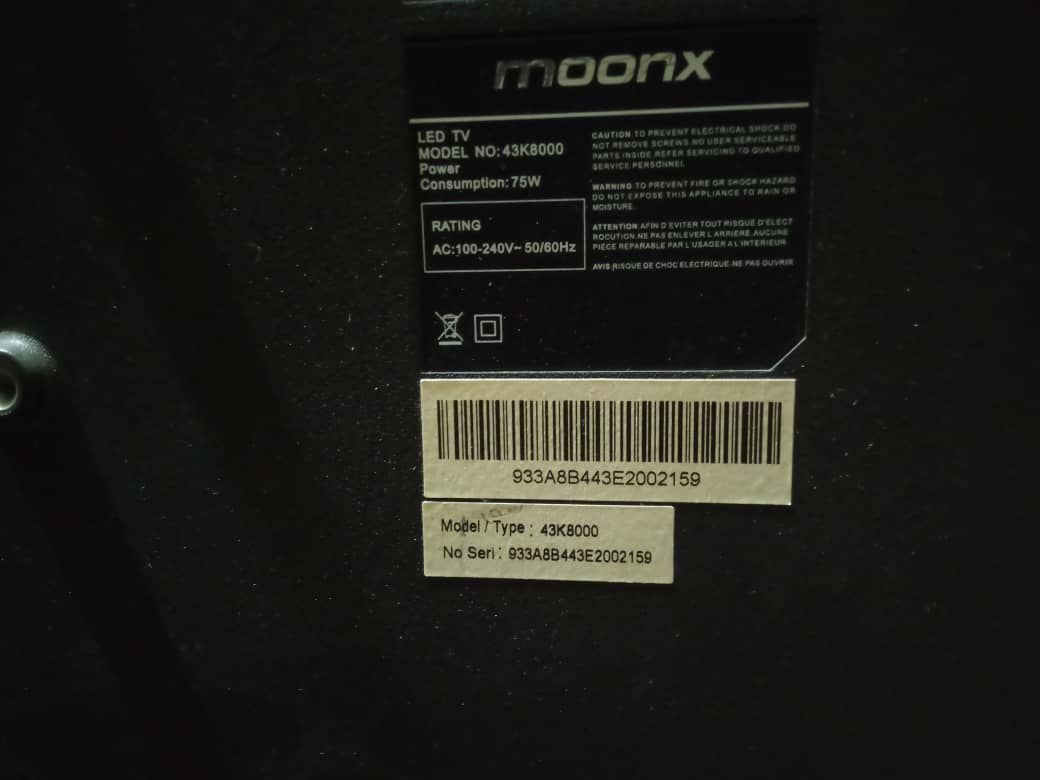 moonx
LED TV
MODEL NO:43K8000
Power
Consumption:75W
RATING
AC:100-240V~ 50/60Hz
CAUTION TO PREVENT ELECTRICAL SHOCK.DO
NOT REMOVE SCREWS.NO USER SERVICEABLE
PARTS INSIDE.REFER SERVICING TO QUALIFIED
SERVICE PERSONNEL.
WARNING TO PREVENT FIRE OR SHOCK HAZARD
DO NOT EXPOSE THIS APPLIANCE TO RAIN OR
MOISTURE.
ATTENTION AFIN D'EVITER TOUT RISQUE D'ELECT
ROCUTION.NE PAS ENLEVER L ARRIERE.AUCUNE
PIECE REPARABLE PAR L'USAGER A L'INTERIEUR
AVIS:RISQUE DE CHOC ELECTRIQUE-NE PAS OUVRIR
933A8B443E2002159
Model / Type : 43K8000
No Seri : 933A8B443E2002159